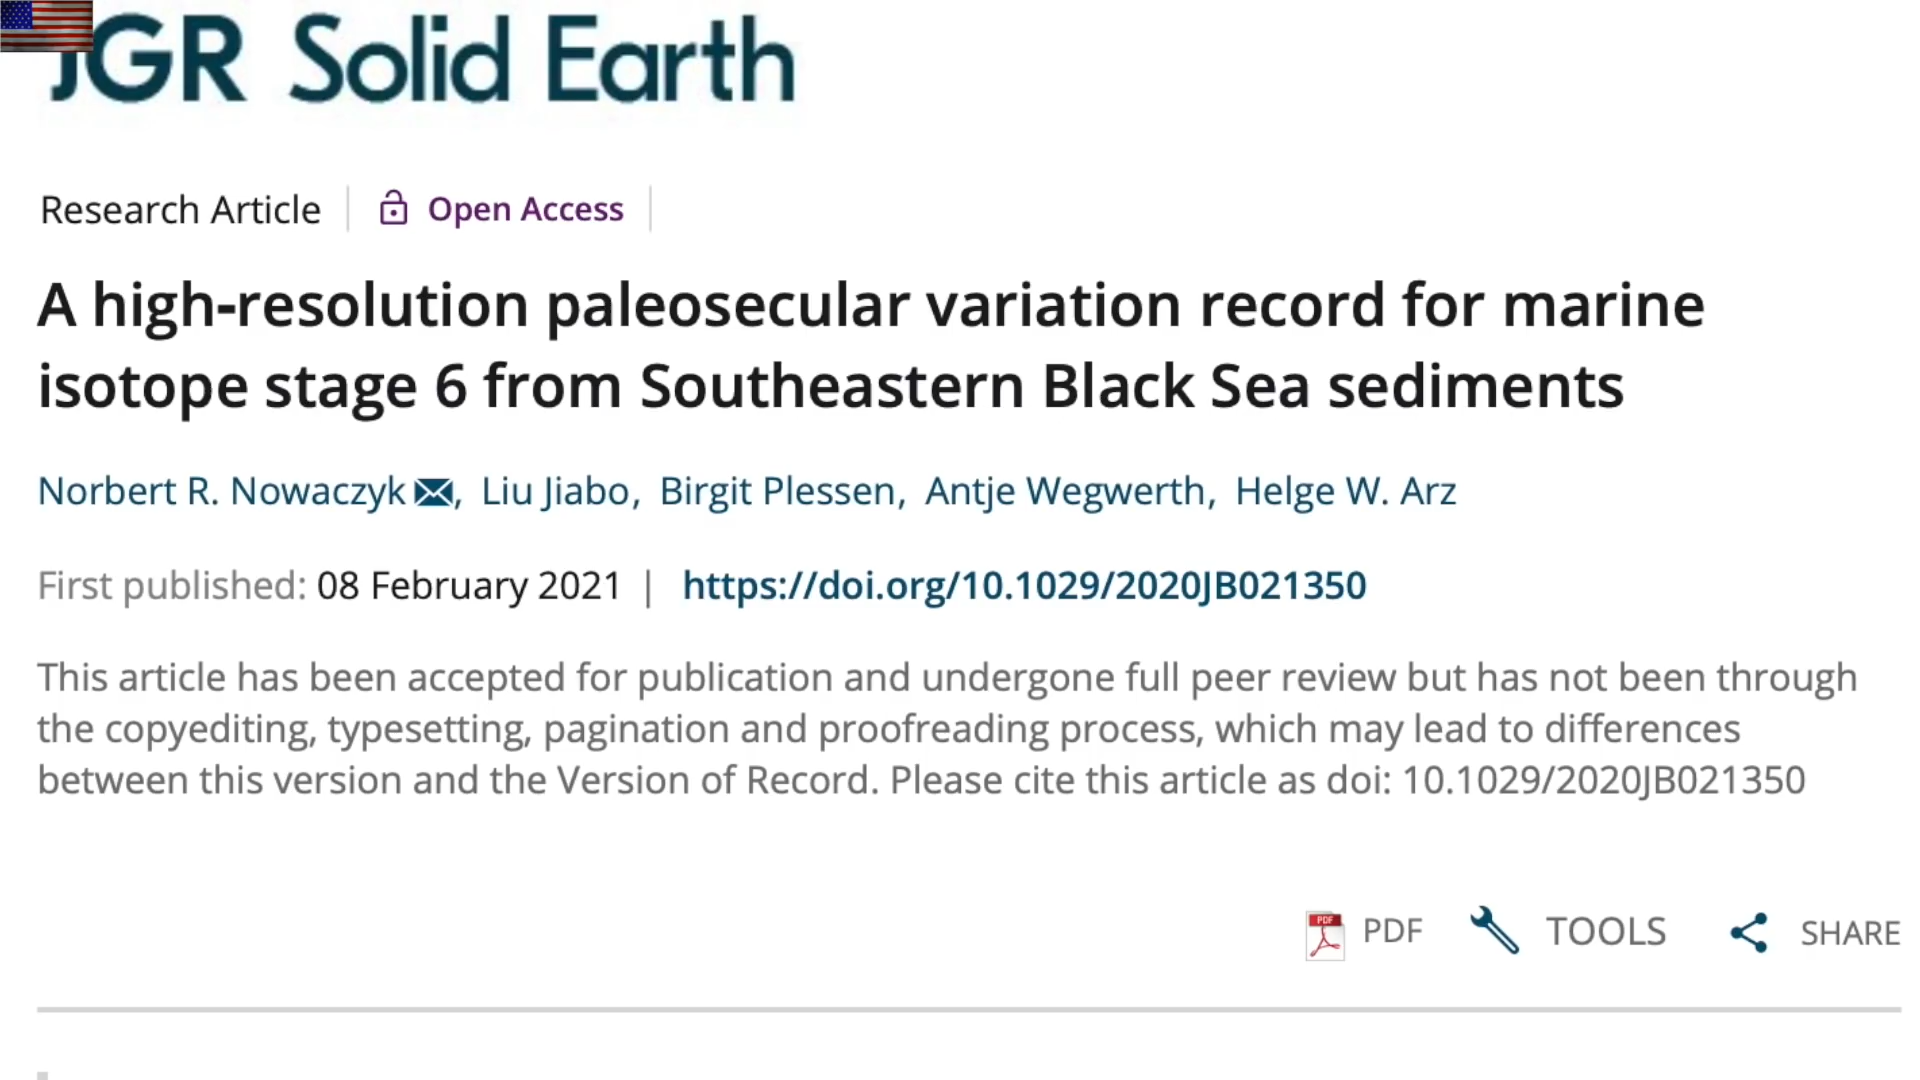 JGR Solid Earth
Research Article
Open Access
A high-resolution paleosecular variation record for marine
isotope stage 6 from Southeastern Black Sea sediments
Norbert R. Nowaczyk, Liu Jiabo, Birgit Plessen, Antje Wegwerth, Helge W. Arz
First published: 08 February 2021 | https://doi.org/10.1029/2020JB021350
This article has been accepted for publication and undergone full peer review but has not been through
the copyediting, typesetting, pagination and proofreading process, which may lead to differences
between this version and the Version of Record. Please cite this article as doi: 10.1029/2020JB021350
PDF PDF TOOLS SHARE